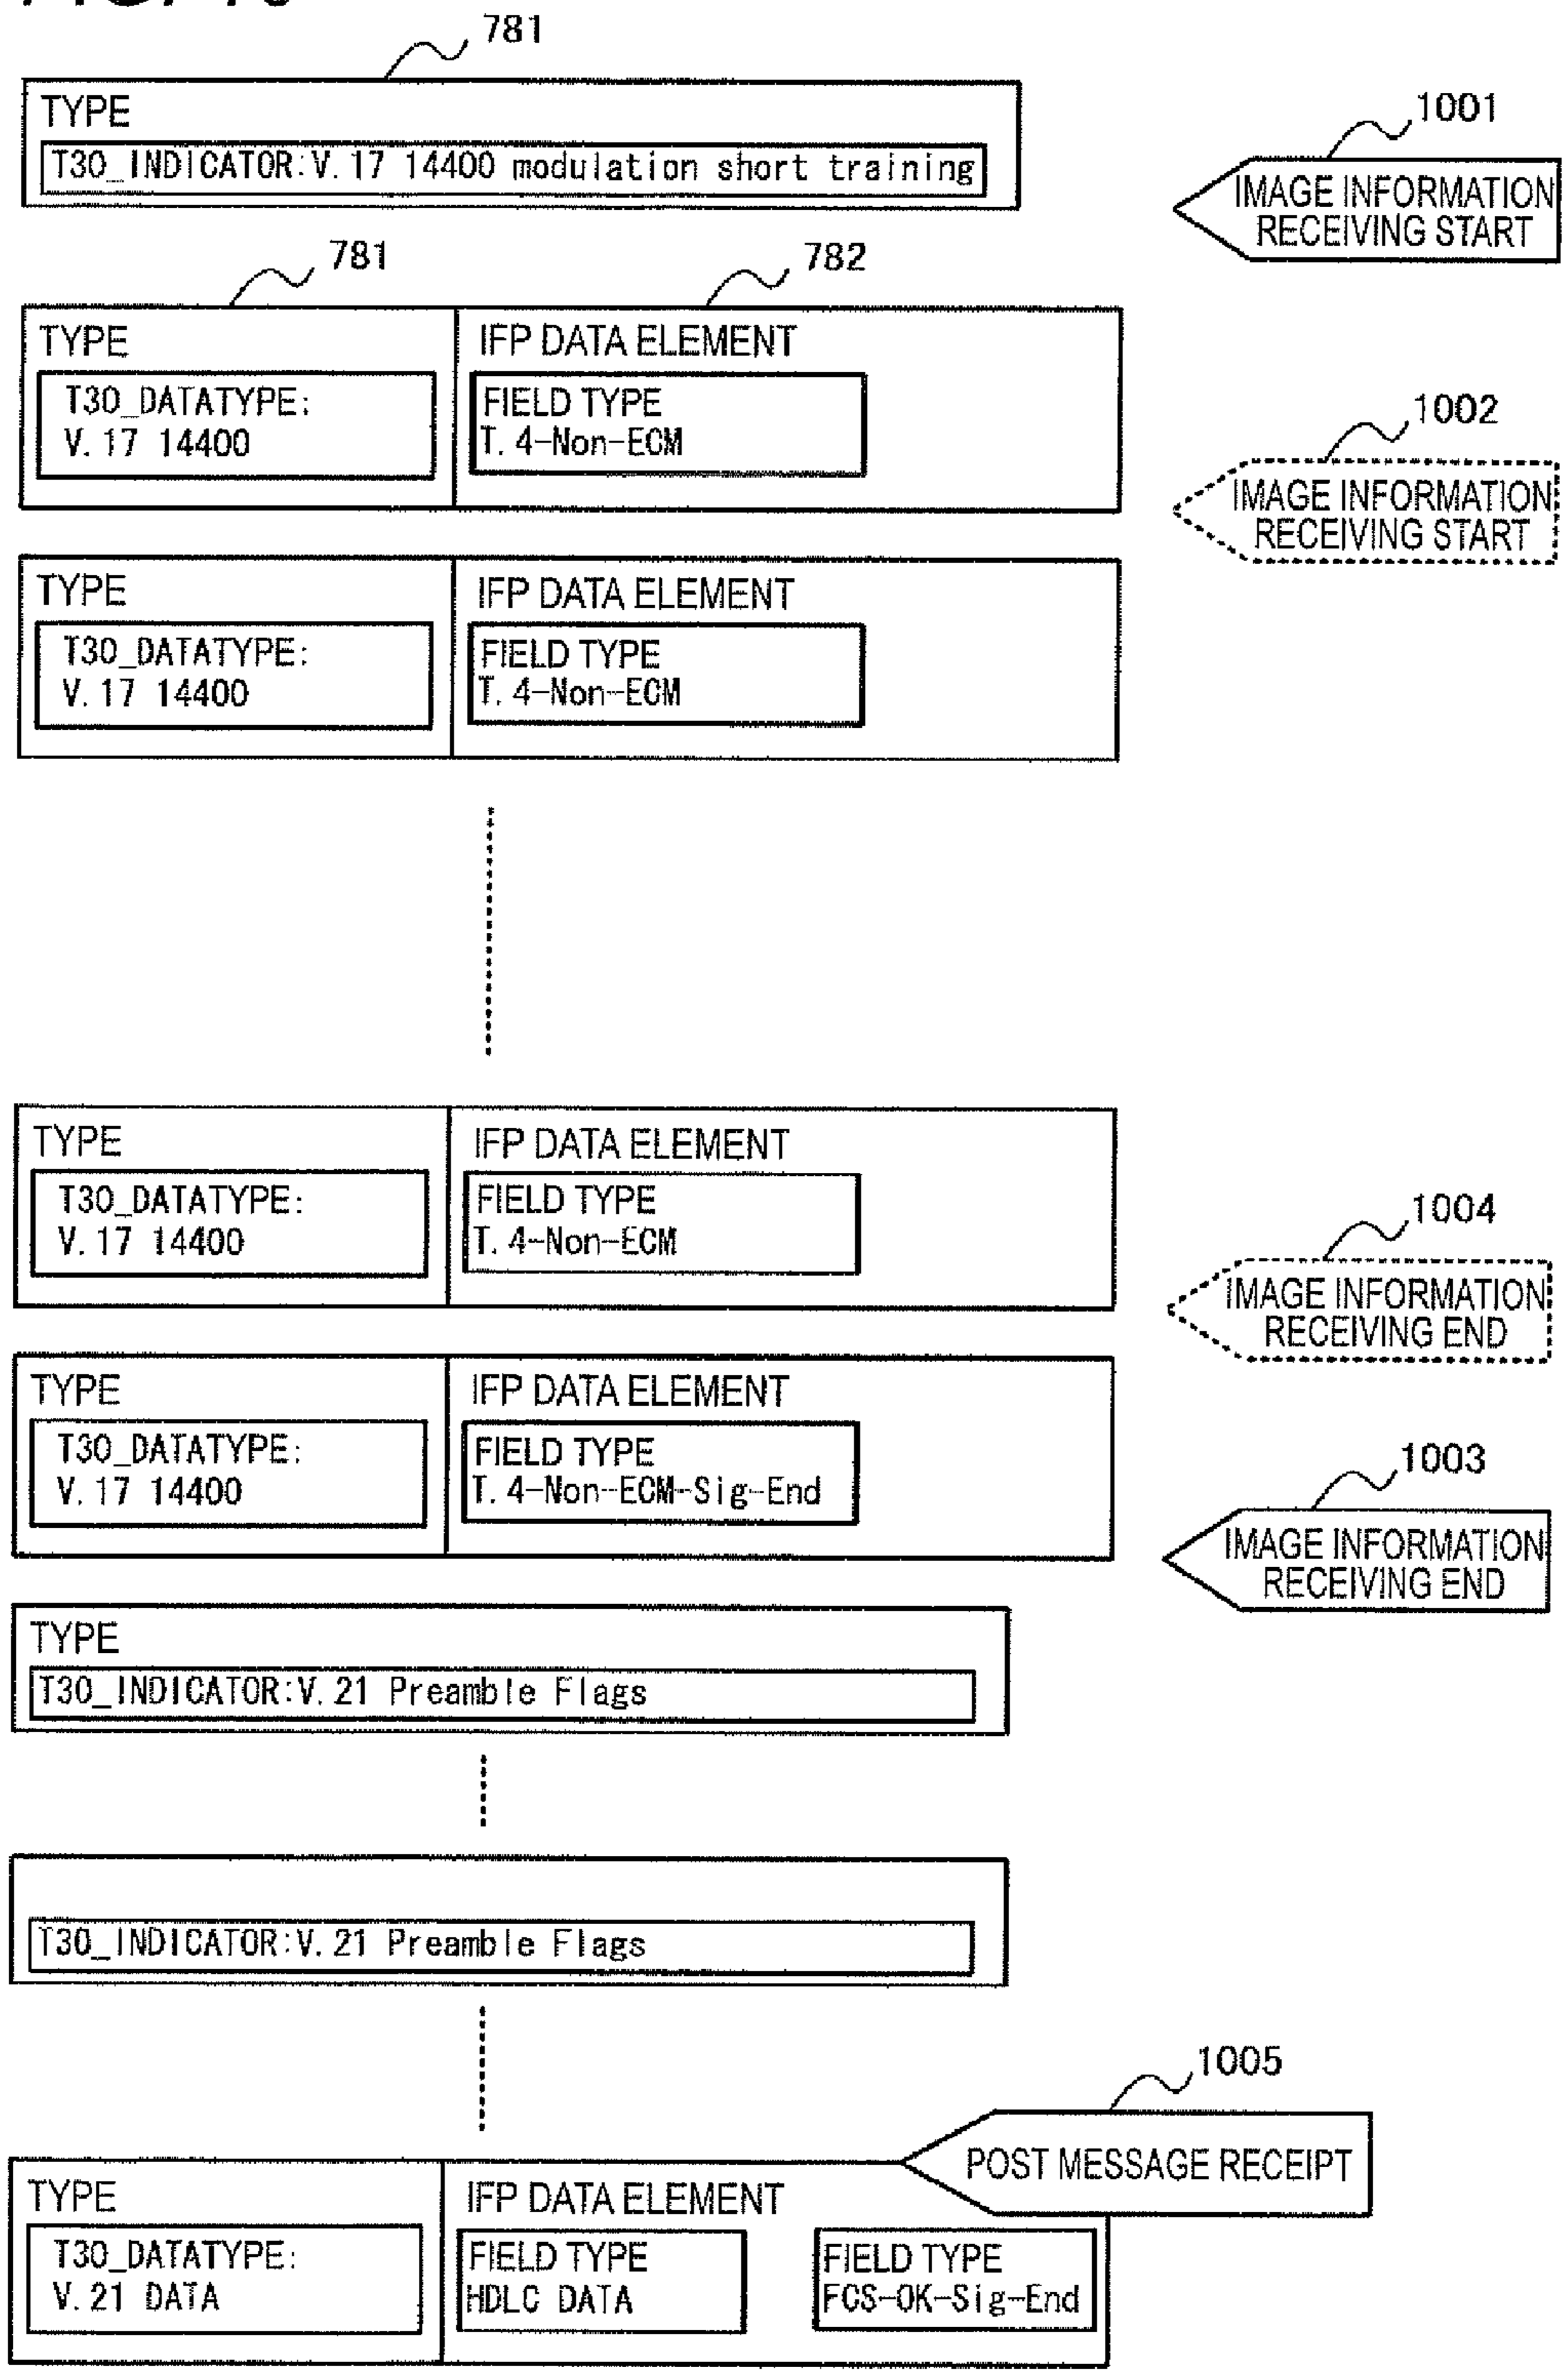 781
TYPE
T30_INDICATOR:V.17 14400 modulation short training
1001
IMAGE INFORMATION
RECEIVING START
781
782
TYPE
IFP DATA ELEMENT
T30_DATATYPE:
V.17 14400
FIELD TYPE
T.4-Non-ECM
1002
IMAGE INFORMATION
RECEIVING START
TYPE
IFP DATA ELEMENT
T30_DATATYPE:
V.17 14400
FIELD TYPE
T.4-Non-ECM
TYPE
IFP DATA ELEMENT
T30_DATATYPE:
V.17 14400
FIELD TYPE
T.4-Non-ECM
1004
IMAGE INFORMATION
RECEIVING END
TYPE
IFP DATA ELEMENT
T30_DATATYPE:
V.17 14400
FIELD TYPE
T.4-Non-ECM-Sig-End
1003
IMAGE INFORMATION
RECEIVING END
TYPE
T30_INDICATOR:V.21 Preamble Flags
T30_INDICATOR:V.21 Preamble Flags
1005
POST MESSAGE RECEIPT
TYPE
IFP DATA ELEMENT
T30_DATATYPE:
V.21 DATA
FIELD TYPE
HDLC DATA
FIELD TYPE
FCS-OK-Sig-End